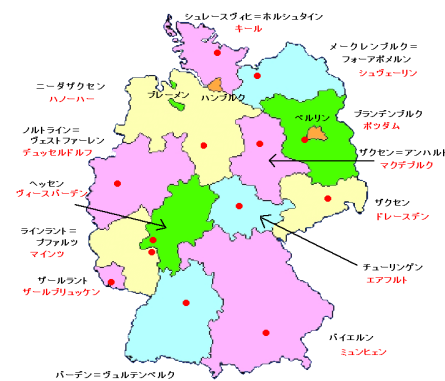 シュレースヴィヒ＝ホルシュタイン
キール
メークレンブルク＝
フォーアポメルン
シュヴェーリン
ニーダザクセン
ハノーハー
ブレーメン
ハンブルク
ベルリン
ブランデンブルク
ポツダム
ノルトライン＝
ヴェストファーレン
デュッセルドルフ
ザクセン＝アンハルト
マクデブルク
ヘッセン
ヴィースバーデン
ザクセン
ドレースデン
ラインラント＝
プファルツ
マインツ
チューリンゲン
エアフルト
ザールラント
ザールブリュッケン
バイエルン
ミュンヒェン
バーデン＝ヴュルテンベルク